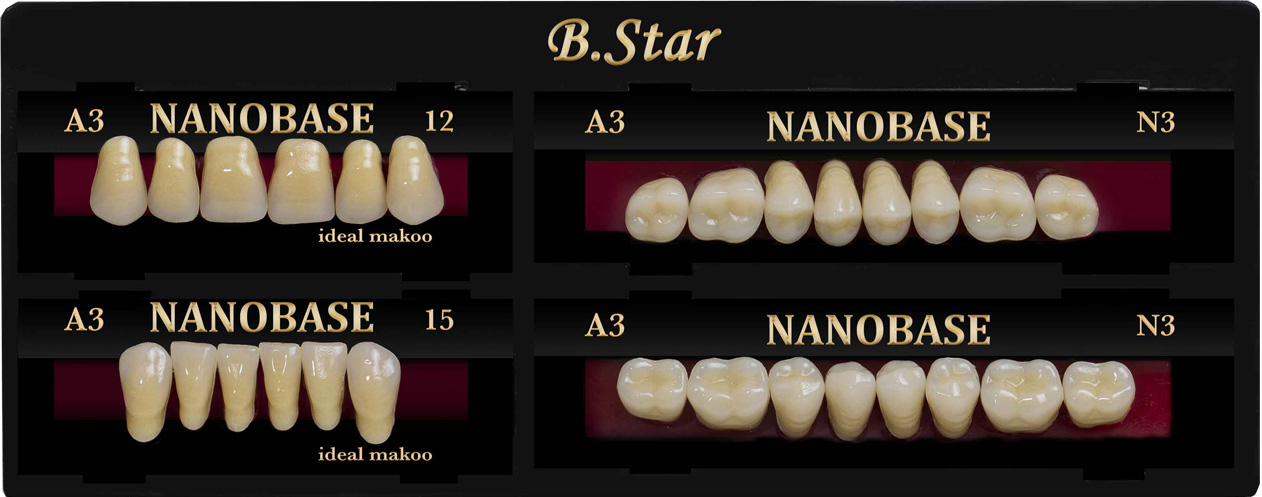 B.Star
A3 NANOBASE 12
ideal makoo
A3 NANOBASE N3
A3 NANOBASE 15
ideal makoo
A3 NANOBASE N3